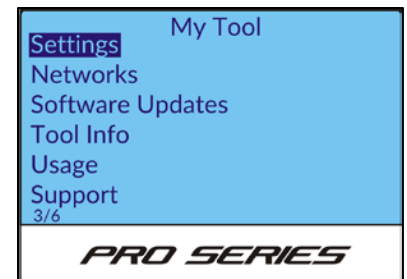 My Tool
Settings
Networks
Software Updates
Tool Info
Usage
Support
3/6
PRO SERIES